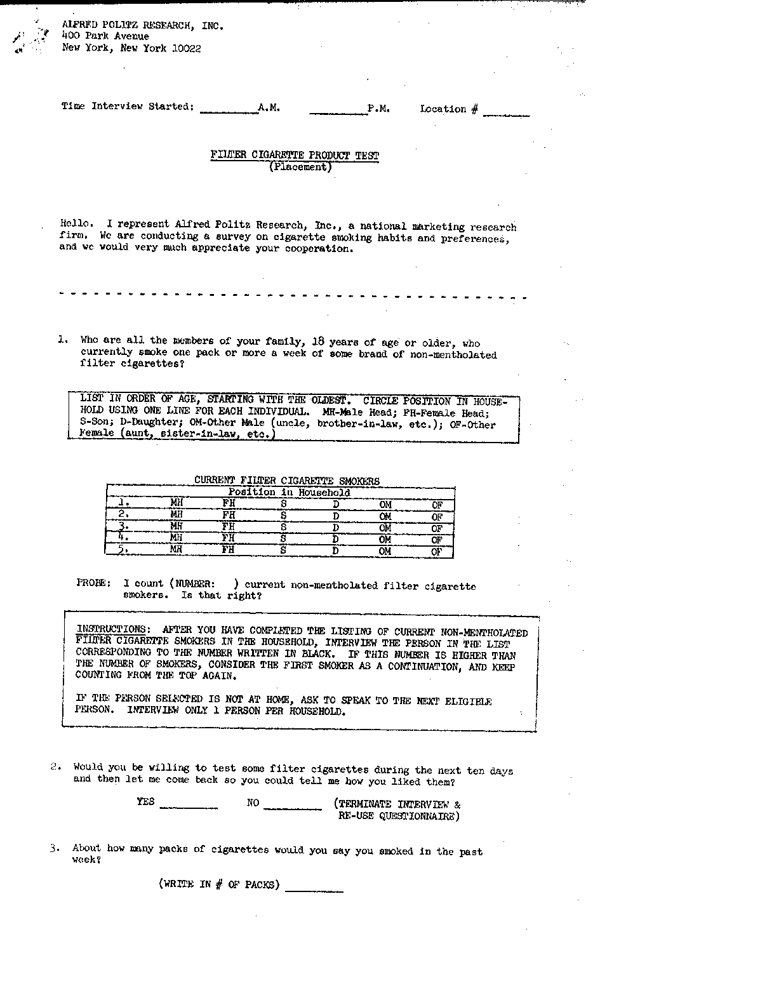 ALFRED POLITZ RESEARCH, INC.
400 Park Avenue
New York, New York 10022
Time Interview Started: _________A.M. _________P.M. Location # _______
FILTER CIGARETTE PRODUCT TEST
(Placement)
Hello. I represent Alfred Politz Research, Inc., a national marketing research
firm. We are conducting a survey on cigarette smoking habits and preferences,
and we would very much appreciate your cooperation.
1. Who are all the members of your family, 18 years of age or older, who
currently smoke one pack or more a week of some brand of non-mentholated
filter cigarettes?
LIST IN ORDER OF AGE, STARTING WITH THE OLDEST. CIRCLE POSITION IN HOUSE-
HOLD USING ONE LINE FOR EACH INDIVIDUAL. MH-Male Head; FH-Female Head;
S-Son; D-Daughter; OM-Other Male (uncle, brother-in-law, etc.); OF-Other
Female (aunt, sister-in-law, etc.)
CURRENT FILTER CIGARETTE SMOKERS
Position in Household
1. MH FH S D OM OF
2. MH FH S D OM OF
3. MH FH S D OM OF
4. MH FH S D OM OF
5. MH FH S D OM OF
PROBE: I count (NUMBER: ) current non-mentholated filter cigarette
smokers. Is that right?
INSTRUCTIONS: AFTER YOU HAVE COMPLETED THE LISTING OF CURRENT NON-MENTHOLATED
FILTER CIGARETTE SMOKERS IN THE HOUSEHOLD, INTERVIEW THE PERSON IN THE LIST
CORRESPONDING TO THE NUMBER WRITTEN IN BLACK. IF THIS NUMBER IS HIGHER THAN
THE NUMBER OF SMOKERS, CONSIDER THE FIRST SMOKER AS A CONTINUATION, AND KEEP
COUNTING FROM THE TOP AGAIN.
IF THE PERSON SELECTED IS NOT AT HOME, ASK TO SPEAK TO THE NEXT ELIGIBLE
PERSON. INTERVIEW ONLY 1 PERSON PER HOUSEHOLD.
2. Would you be willing to test some filter cigarettes during the next ten days
and then let me come back so you could tell me how you liked them?
YES _________ NO _________ (TERMINATE INTERVIEW &
RE-USE QUESTIONNAIRE)
3. About how many packs of cigarettes would you say you smoked in the past
week?
(WRITE IN # OF PACKS) _________